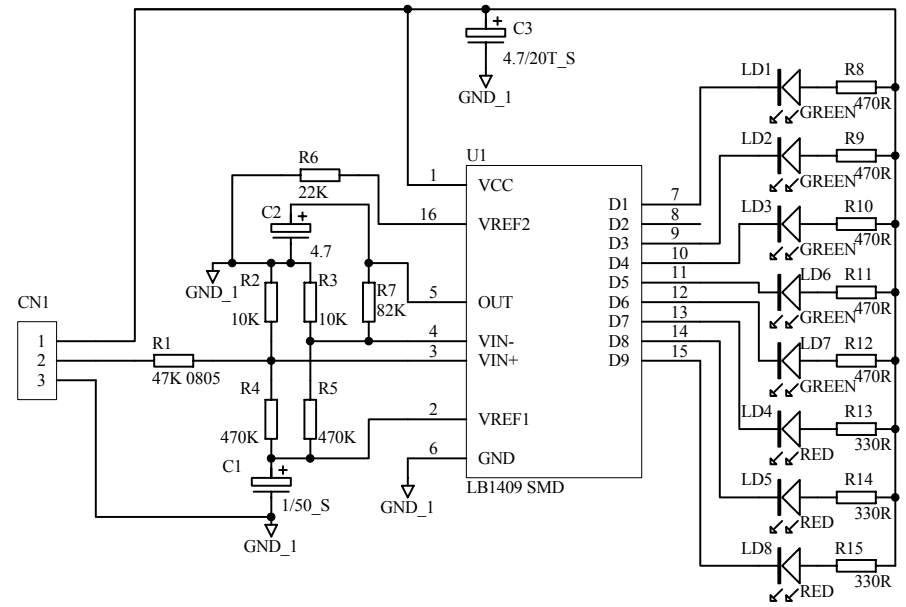 C3
4.7/20T_S
GND_1
LD1
R8
470R
GREEN
LD2
R9
470R
GREEN
LD3
R10
470R
GREEN
LD6
R11
470R
GREEN
LD7
R12
470R
GREEN
LD4
R13
330R
RED
LD5
R14
330R
RED
LD8
R15
330R
RED
U1
1
VCC
16
VREF2
5
OUT
4
VIN-
3
VIN+
2
VREF1
6
GND
D1
7
D2
8
D3
9
D4
10
D5
11
D6
12
D7
13
D8
14
D9
15
LB1409 SMD
R6
22K
C2
4.7
GND_1
R2
10K
R3
10K
R7
82K
CN1
1
2
3
R1
47K 0805
R4
470K
R5
470K
C1
1/50_S
GND_1
GND_1
+
+
+